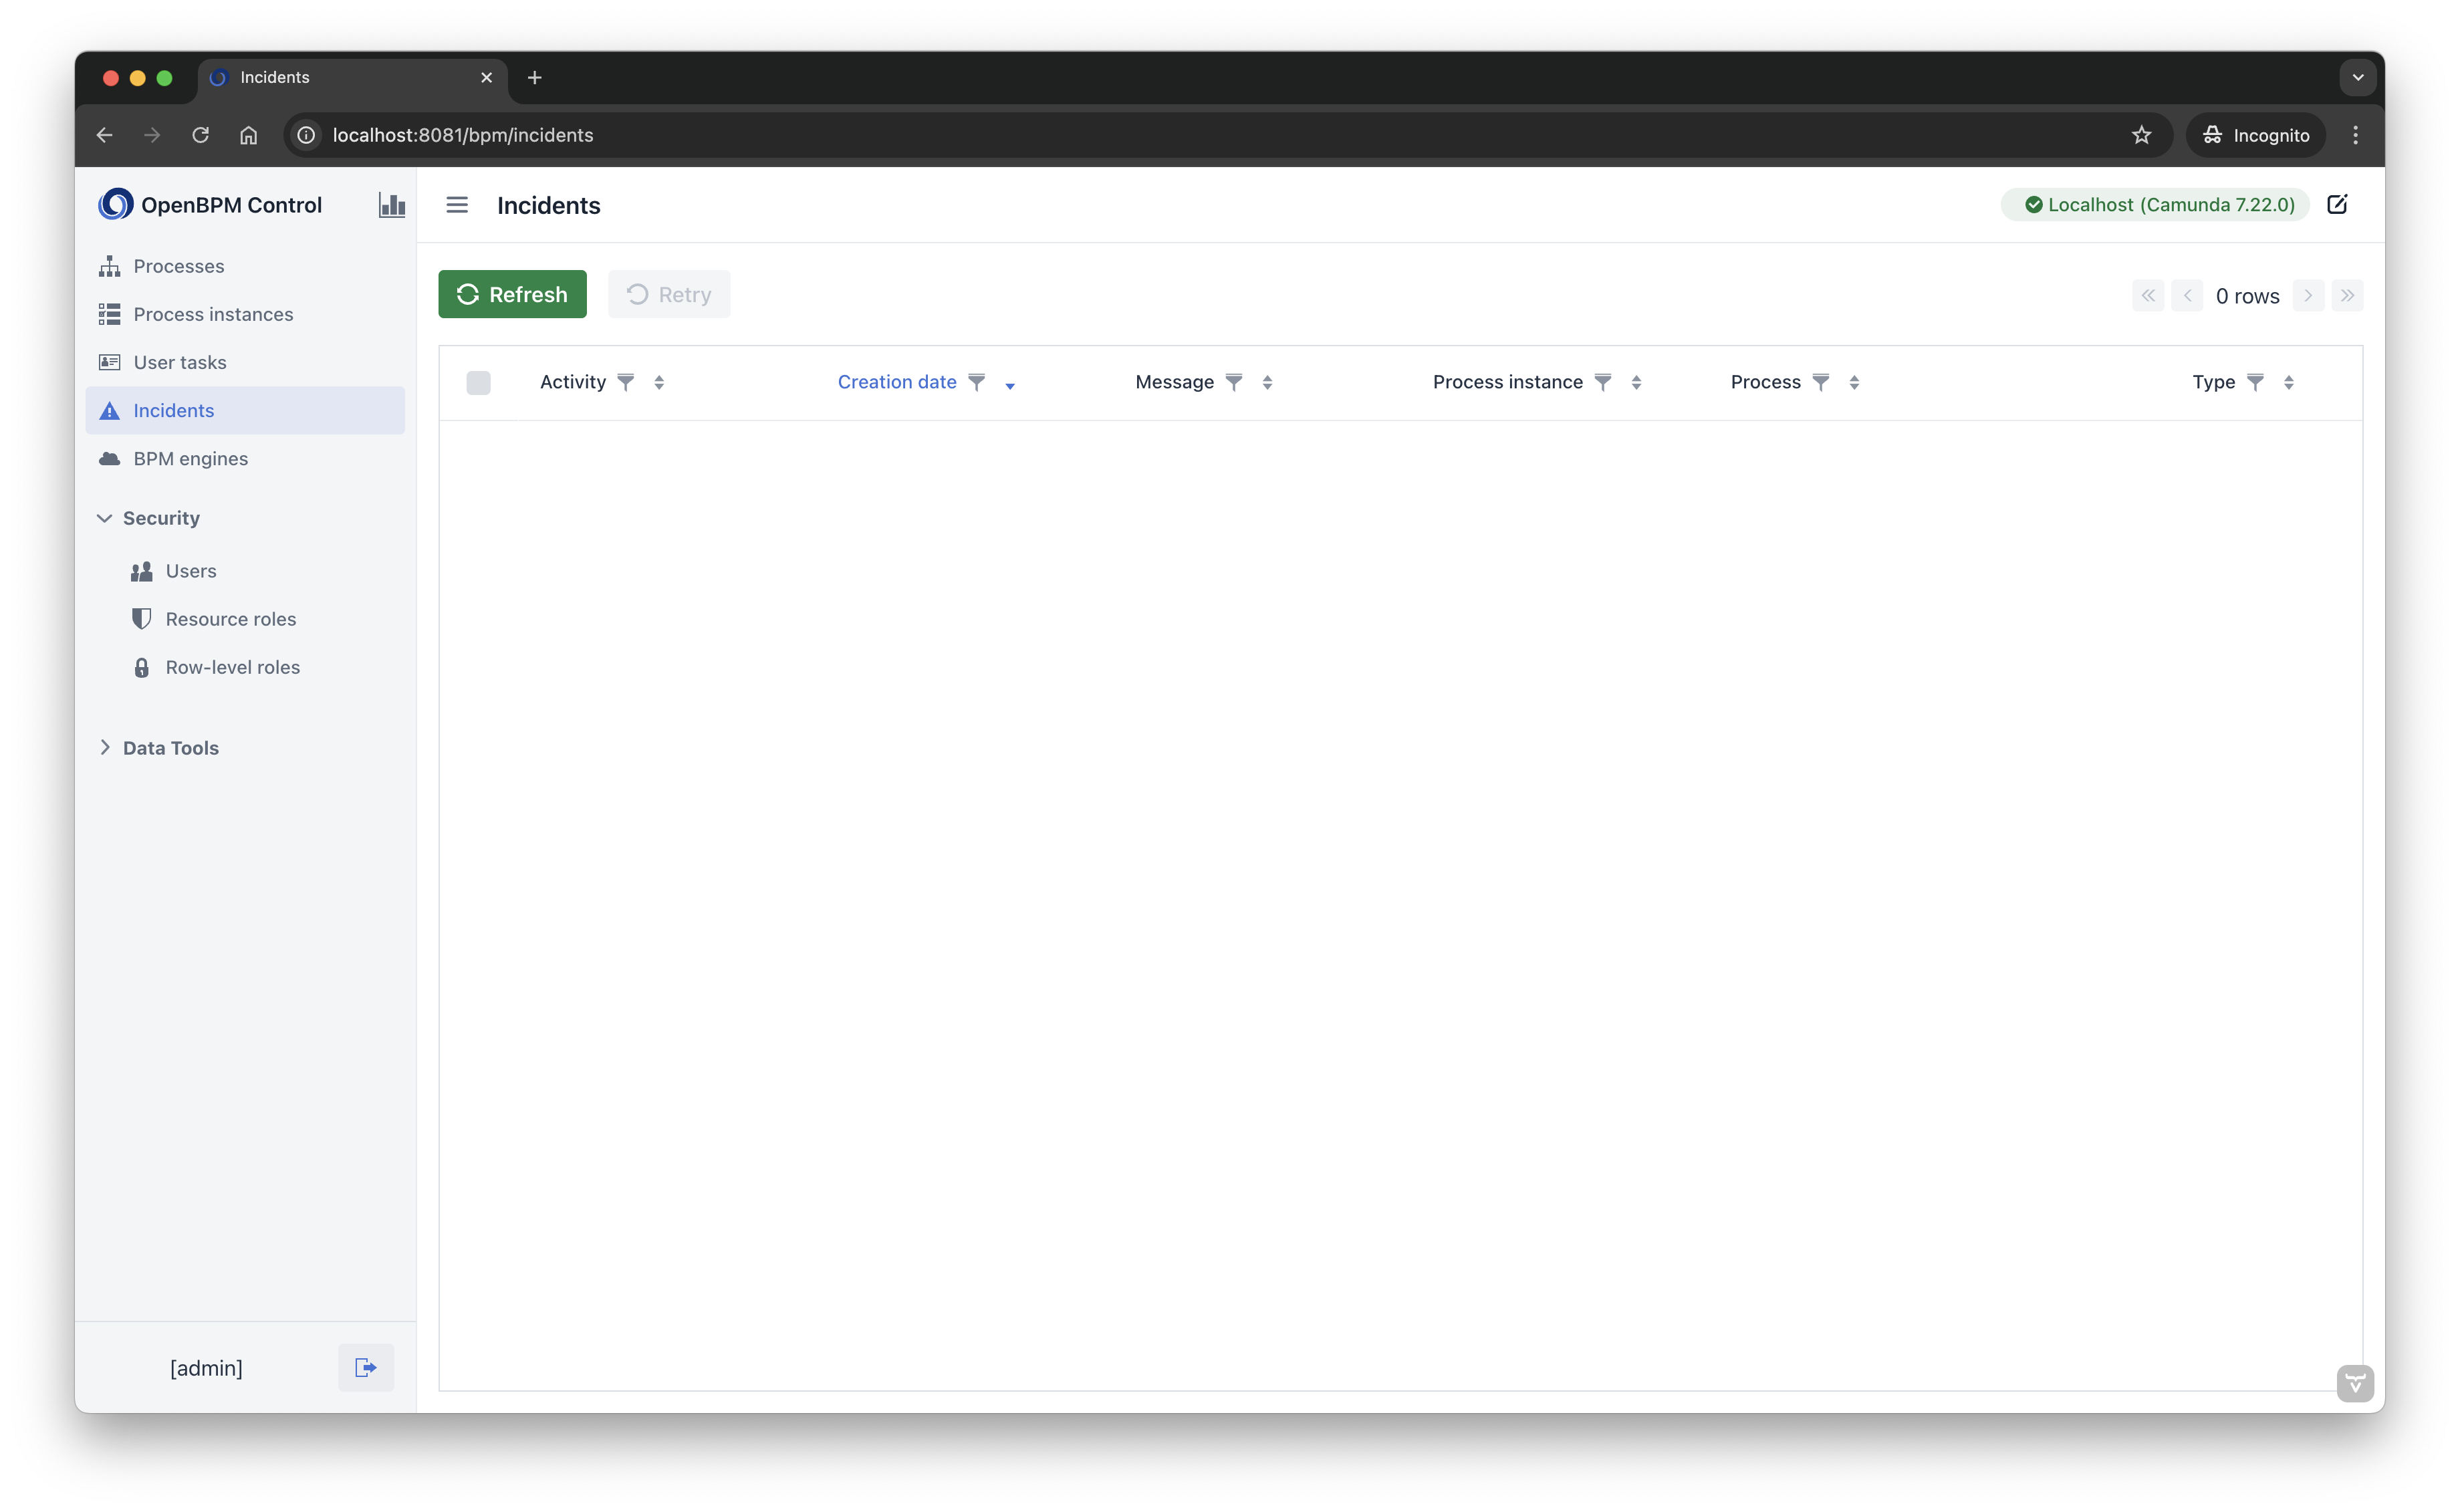 Incidents
localhost:8081/bpm/incidents
Incognito
OpenBPM Control
Incidents
Localhost (Camunda 7.22.0)
Processes
Process instances
User tasks
Incidents
BPM engines
Security
Users
Resource roles
Row-level roles
Data Tools
[admin]
Refresh
Retry
0 rows
Activity
Creation date
Message
Process instance
Process
Type